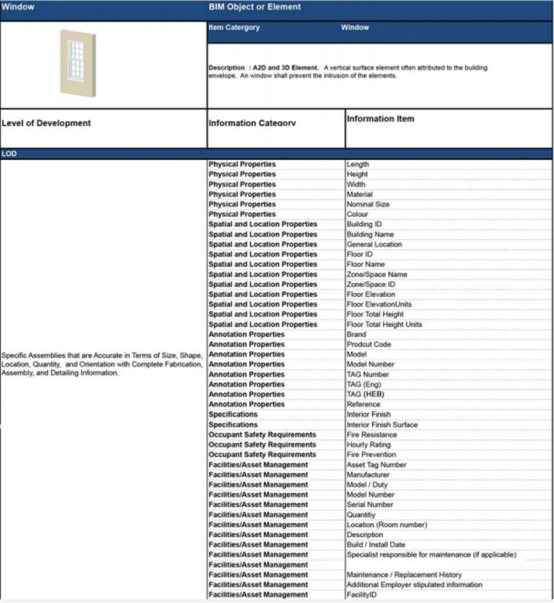 Window BIM Object or Element
Item Catergory Window
Description : A2D and 3D Element. A vertical surface element often attributed to the building
envelope. An window shall prevent the intrusion of the elements.
Level of Development Information Category Information Item
LOD
Physical Properties Length
Physical Properties Height
Physical Properties Width
Physical Properties Material
Physical Properties Nominal Size
Physical Properties Colour
Spatial and Location Properties Building ID
Spatial and Location Properties Building Name
Spatial and Location Properties General Location
Spatial and Location Properties Floor ID
Spatial and Location Properties Floor Name
Spatial and Location Properties Zone/Space Name
Spatial and Location Properties Zone/Space ID
Spatial and Location Properties Floor Elevation
Spatial and Location Properties Floor ElevationUnits
Spatial and Location Properties Floor Total Height
Spatial and Location Properties Floor Total Height Units
Annotation Properties Brand
Annotation Properties Prodcut Code
Specific Assemblies that are Accurate in Terms of Size, Shape,
Location, Quantity, and Orientation with Complete Fabrication,
Assembly, and Detailing Information.
Annotation Properties Model
Annotation Properties Model Number
Annotation Properties TAG Number
Annotation Properties TAG (Eng)
Annotation Properties TAG (HEB)
Annotation Properties Reference
Specifications Interior Finish
Specifications Interior Finish Surface
Occupant Safety Requirements Fire Resistance
Occupant Safety Requirements Hourly Rating
Occupant Safety Requirements Fire Prevention
Facilities/Asset Management Asset Tag Number
Facilities/Asset Management Manufacturer
Facilities/Asset Management Model / Duty
Facilities/Asset Management Model Number
Facilities/Asset Management Serial Number
Facilities/Asset Management Quantitiy
Facilities/Asset Management Location (Room number)
Facilities/Asset Management Description
Facilities/Asset Management Build / Install Date
Facilities/Asset Management Specialist responsible for maintenance (if applicable)
Facilities/Asset Management
Facilities/Asset Management Maintenance / Replacement History
Facilities/Asset Management Additional Employer stipulated information
Facilities/Asset Management FacilityID